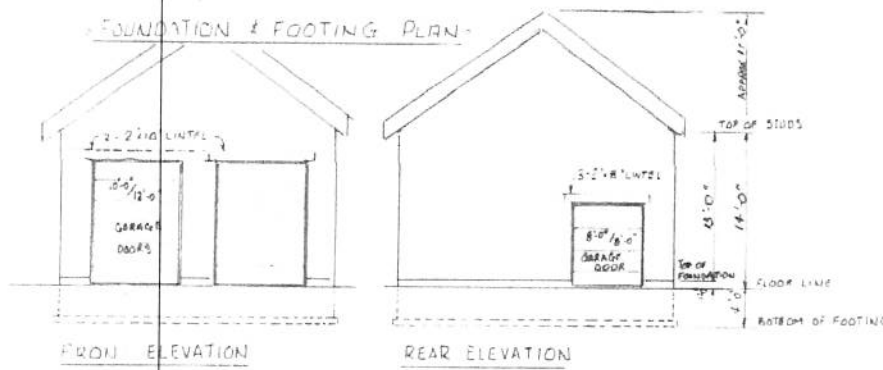 FOUNDATION & FOOTING PLAN
APPROX 11'-0"
TOP OF STUDS
2-2"x10" LINTEL
3-2"x8" LINTEL
10'-0"/12'-0"
GARAGE
DOORS
8'-0"/8'-0"
GARAGE
DOOR
13'-0"
14'-0"
TOP OF
FOUNDATION
FLOOR LINE
4'-0"
BOTTOM OF FOOTING
FRON ELEVATION
REAR ELEVATION